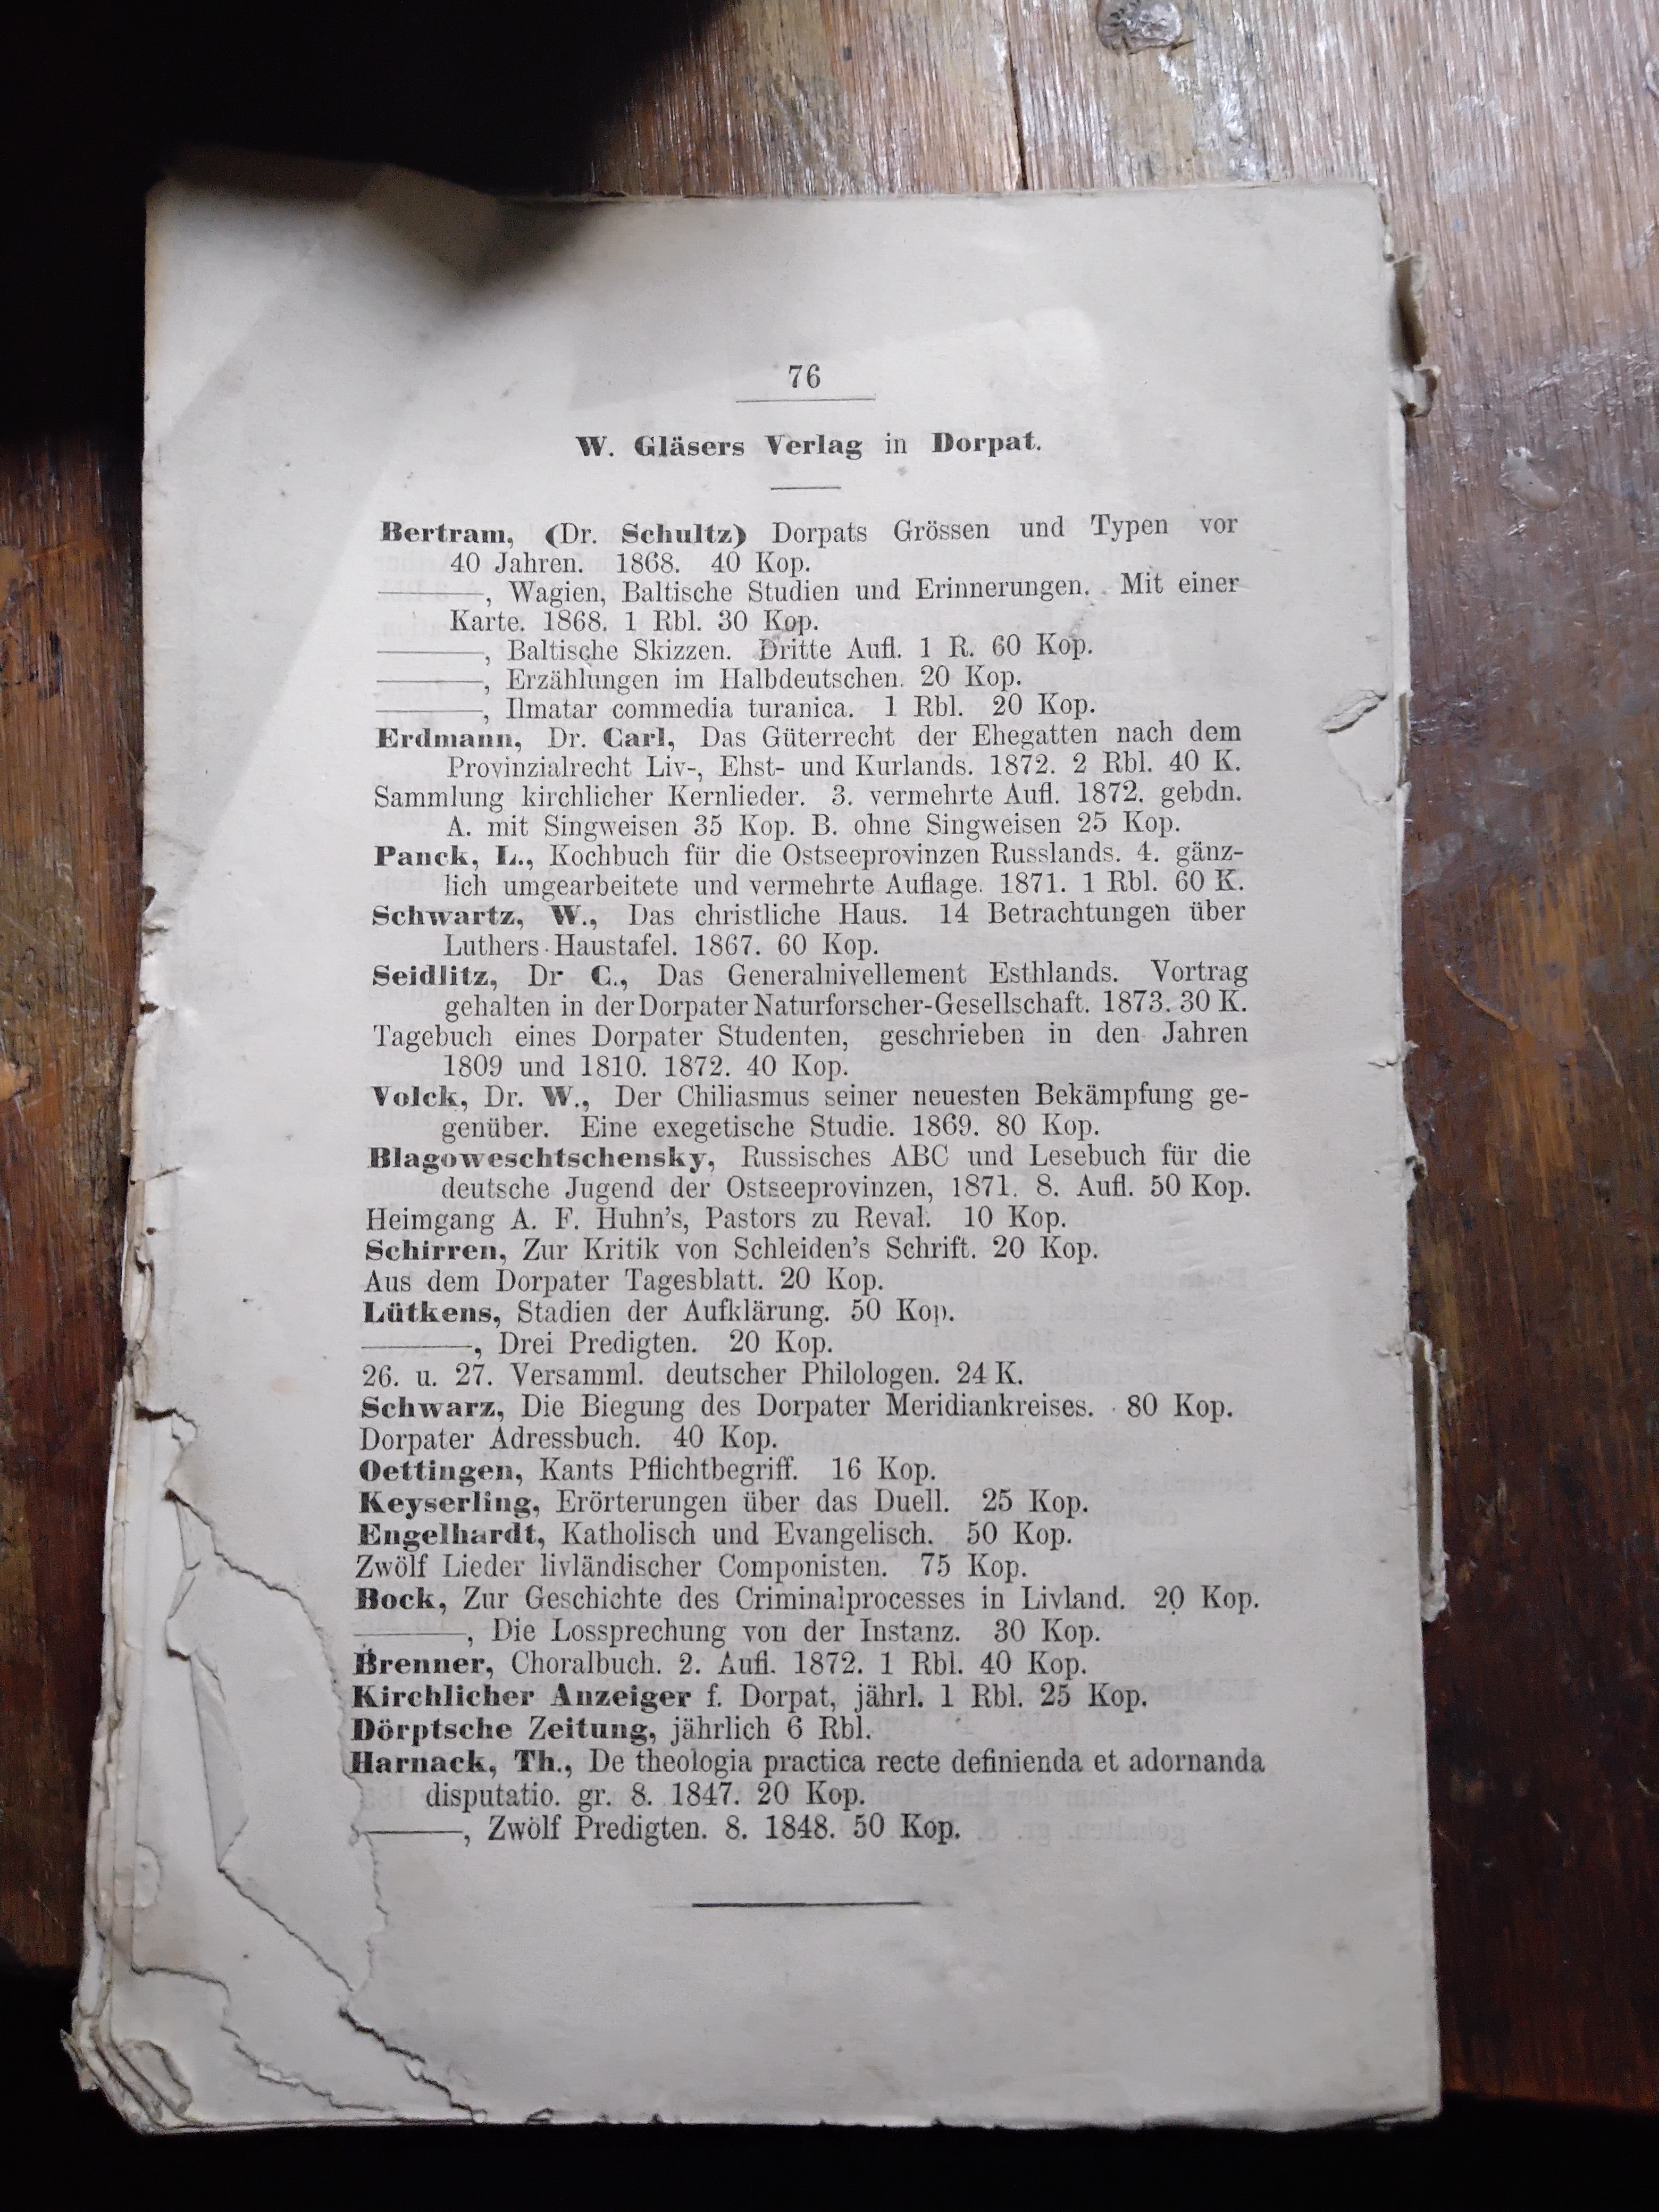 76
W. Gläsers Verlag in Dorpat.
Bertram, (Dr. Schultz) Dorpats Grössen und Typen vor
40 Jahren. 1868. 40 Kop.
———, Wagien, Baltische Studien und Erinnerungen. Mit einer
Karte. 1868. 1 Rbl. 30 Kop.
———, Baltische Skizzen. Dritte Aufl. 1 R. 60 Kop.
———, Erzählungen im Halbdeutschen. 20 Kop.
———, Ilmatar commedia turanica. 1 Rbl. 20 Kop.
Erdmann, Dr. Carl, Das Güterrecht der Ehegatten nach dem
Provinzialrecht Liv-, Ehst- und Kurlands. 1872. 2 Rbl. 40 K.
Sammlung kirchlicher Kernlieder. 3. vermehrte Aufl. 1872. gebdn.
A. mit Singweisen 35 Kop. B. ohne Singweisen 25 Kop.
Panck, L., Kochbuch für die Ostseeprovinzen Russlands. 4. gänz-
lich umgearbeitete und vermehrte Auflage. 1871. 1 Rbl. 60 K.
Schwartz, W., Das christliche Haus. 14 Betrachtungen über
Luthers Haustafel. 1867. 60 Kop.
Seidlitz, Dr C., Das Generalnivellement Esthlands. Vortrag
gehalten in der Dorpater Naturforscher-Gesellschaft. 1873. 30 K.
Tagebuch eines Dorpater Studenten, geschrieben in den Jahren
1809 und 1810. 1872. 40 Kop.
Volck, Dr. W., Der Chiliasmus seiner neuesten Bekämpfung ge-
genüber. Eine exegetische Studie. 1869. 80 Kop.
Blagoweschtschensky, Russisches ABC und Lesebuch für die
deutsche Jugend der Ostseeprovinzen, 1871. 8. Aufl. 50 Kop.
Heimgang A. F. Huhn's, Pastors zu Reval. 10 Kop.
Schirren, Zur Kritik von Schleiden's Schrift. 20 Kop.
Aus dem Dorpater Tagesblatt. 20 Kop.
Lütkens, Stadien der Aufklärung. 50 Kop.
———, Drei Predigten. 20 Kop.
26. u. 27. Versamml. deutscher Philologen. 24 K.
Schwarz, Die Biegung des Dorpater Meridiankreises. 80 Kop.
Dorpater Adressbuch. 40 Kop.
Oettingen, Kants Pflichtbegriff. 16 Kop.
Keyserling, Erörterungen über das Duell. 25 Kop.
Engelhardt, Katholisch und Evangelisch. 50 Kop.
Zwölf Lieder livländischer Componisten. 75 Kop.
Bock, Zur Geschichte des Criminalprocesses in Livland. 20 Kop.
———, Die Lossprechung von der Instanz. 30 Kop.
Brenner, Choralbuch. 2. Aufl. 1872. 1 Rbl. 40 Kop.
Kirchlicher Anzeiger f. Dorpat, jährl. 1 Rbl. 25 Kop.
Dörptsche Zeitung, jährlich 6 Rbl.
Harnack, Th., De theologia practica recte definienda et adornanda
disputatio. gr. 8. 1847. 20 Kop.
———, Zwölf Predigten. 8. 1848. 50 Kop.